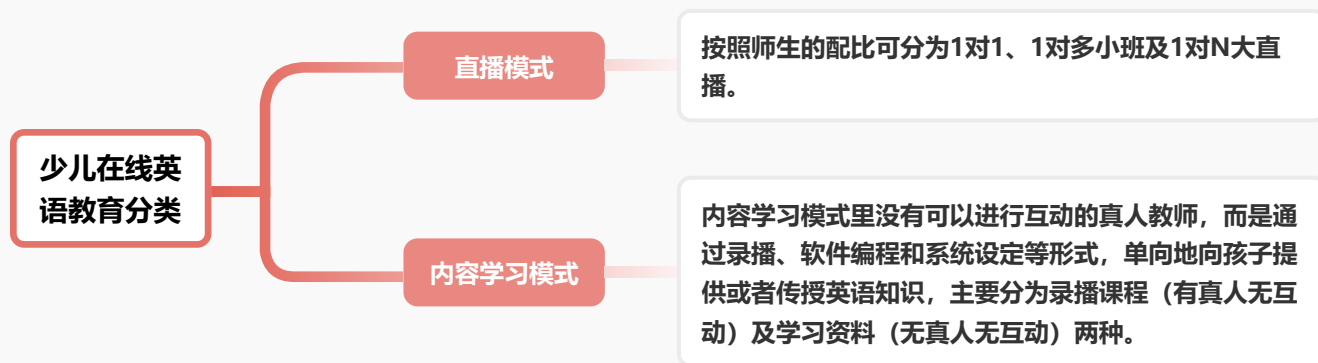 少儿在线英
语教育分类
直播模式
按照师生的配比可分为1对1、1对多小班及1对N大直
播。
内容学习模式
内容学习模式里没有可以进行互动的真人教师，而是通
过录播、软件编程和系统设定等形式，单向地向孩子提
供或者传授英语知识，主要分为录播课程（有真人无互
动）及学习资料（无真人无互动）两种。